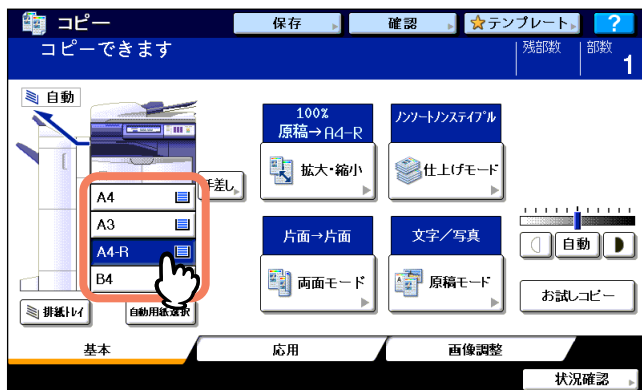 コピー
保存
確認
テンプレート
?
コピーできます
残部数
部数
1
自動
100%
原稿→A4-R
ノンソートノンステイプル
拡大・縮小
仕上げモード
手差し
A4
A3
A4-R
B4
片面→片面
文字/写真
自動
両面モード
原稿モード
お試しコピー
排紙トレイ
自動用紙選択
基本
応用
画像調整
状況確認